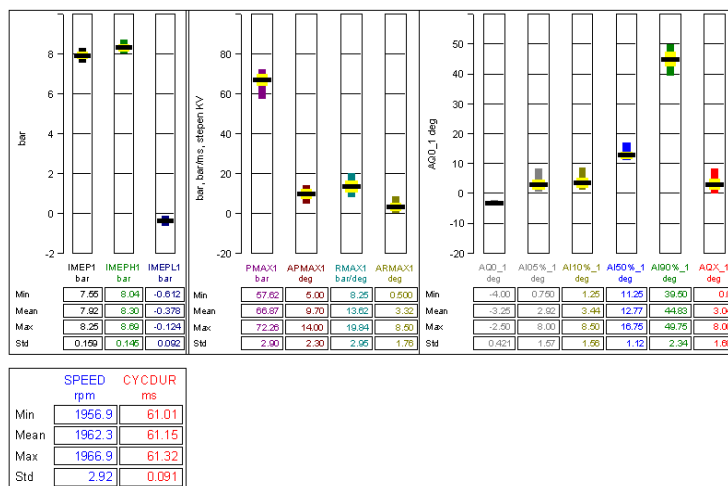 bar
8
6
4
2
0
-2
IMEP1 IMEPH1 IMEPL1
bar bar bar
Min 7.55 8.04 -0.612
Mean 7.92 8.30 -0.378
Max 8.25 8.69 -0.124
Std 0.159 0.145 0.092
bar, bar/ms, stepen KV
80
60
40
20
0
-20
PMAX1 APMAX1 RMAX1 ARMAX1
bar deg bar/deg deg
Min 57.62 5.00 8.25 0.500
Mean 66.87 9.70 13.62 3.32
Max 72.26 14.00 19.84 8.50
Std 2.90 2.30 2.95 1.76
AQ0_1 deg
50
40
30
20
10
0
-10
-20
AQ0_1 AI05%_1 AI10%_1 AI50%_1 AI90%_1 AQX_1
deg deg deg deg deg deg
Min -4.00 0.750 1.25 11.25 39.50
Mean -3.25 2.92 3.44 12.77 44.83
Max -2.50 8.00 8.50 16.75 49.75
Std 0.421 1.57 1.56 1.12 2.34
SPEED CYCDUR
rpm ms
Min 1956.9 61.01
Mean 1962.3 61.15
Max 1966.9 61.32
Std 2.92 0.091